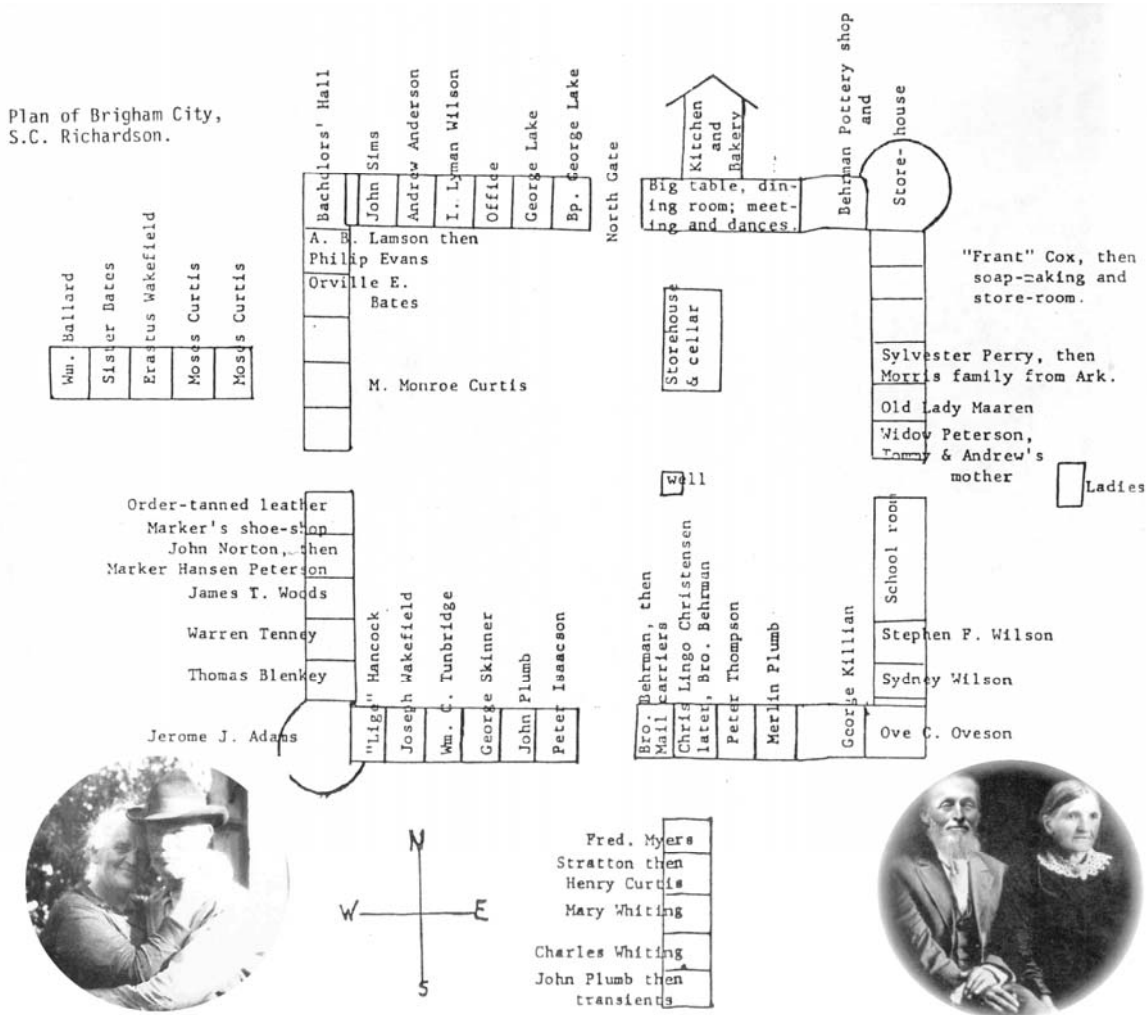 Plan of Brigham City,
S.C. Richardson.
Bachelors' Hall
John Sims
Andrew Anderson
I. Lyman Wilson
Office
George Lake
Bp. George Lake
North Gate
Kitchen
and
Bakery
Big table, din-
ing room; meet-
ing and dances.
Behrman Pottery shop
and
Store-house
A. B. Lamson then
Philip Evans
Orville E.
Bates
M. Monroe Curtis
Wm. Ballard
Sister Bates
Erastus Wakefield
Moses Curtis
Moses Curtis
Storehouse
& cellar
"Frant" Cox, then
soap-making and
store-room.
Sylvester Perry, then
Morris family from Ark.
Old Lady Maaren
Widow Peterson,
Tommy & Andrew's
mother
Ladies
well
Order-tanned leather
Marker's shoe-shop
John Norton, then
Marker Hansen Peterson
James T. Woods
Warren Tenney
Thomas Blenkey
Jerome J. Adams
"Lige" Hancock
Joseph Wakefield
Wm. C. Tunbridge
George Skinner
John Plumb
Peter Isaacson
Bro. Behrman, then
Mail carriers
Chris Lingo Christensen
later, Bro. Behrman
Peter Thompson
Merlin Plumb
George Killian
School room
Stephen F. Wilson
Sydney Wilson
Ove C. Oveson
Fred. Myers
Stratton then
Henry Curtis
Mary Whiting
Charles Whiting
John Plumb then
transients
N
W E
S